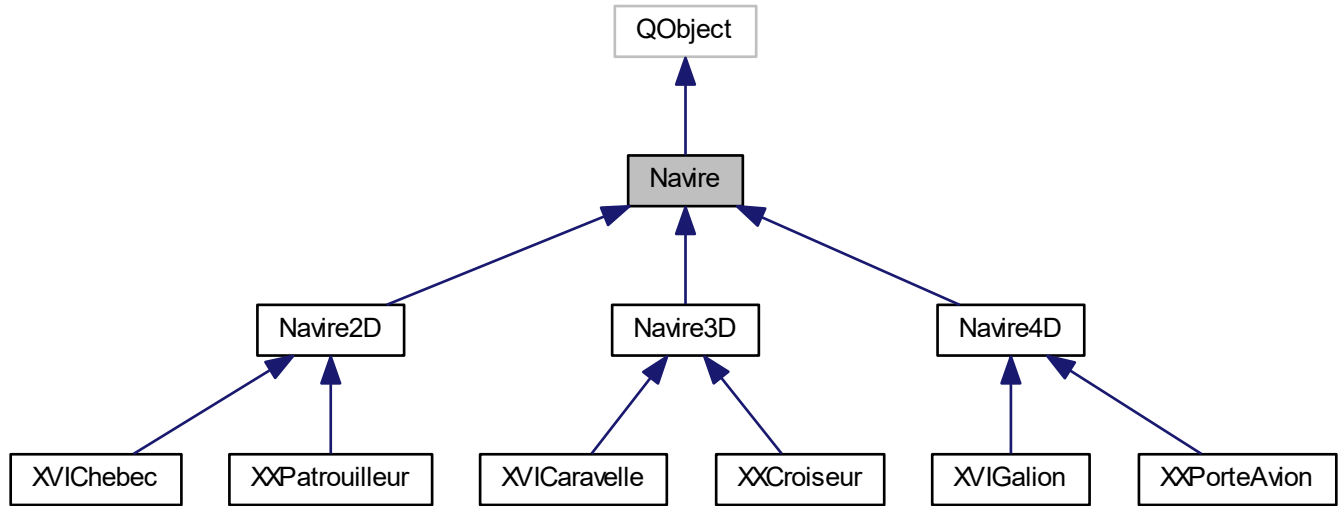 QObject
Navire
Navire2D
Navire3D
Navire4D
XVIChebec
XXPatrouilleur
XVICaravelle
XXCroiseur
XVIGalion
XXPorteAvion